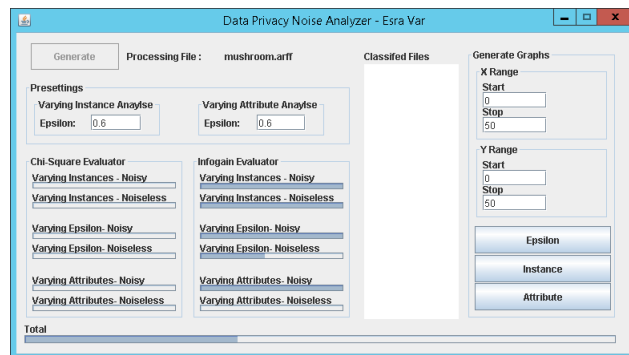 Data Privacy Noise Analyzer - Esra Var
Generate Processing File : mushroom.arff Classifed Files
Presettings
Varying Instance Anaylse
Epsilon: 0.6
Varying Attribute Anaylse
Epsilon: 0.6
Chi-Square Evaluator
Varying Instances - Noisy
Varying Instances - Noiseless
Varying Epsilon- Noisy
Varying Epsilon- Noiseless
Varying Attributes- Noisy
Varying Attributes- Noiseless
Infogain Evaluator
Varying Instances - Noisy
Varying Instances - Noiseless
Varying Epsilon- Noisy
Varying Epsilon- Noiseless
Varying Attributes- Noisy
Varying Attributes- Noiseless
Generate Graphs
X Range
Start
0
Stop
50
Y Range
Start
0
Stop
50
Epsilon
Instance
Attribute
Total